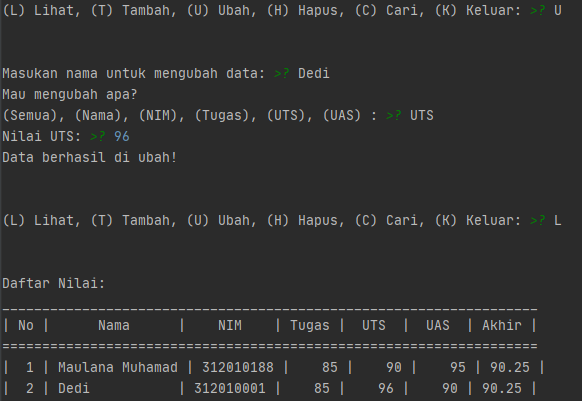 (L) Lihat, (T) Tambah, (U) Ubah, (H) Hapus, (C) Cari, (K) Keluar: >? U
Masukan nama untuk mengubah data: >? Dedi
Mau mengubah apa?
(Semua), (Nama), (NIM), (Tugas), (UTS), (UAS) : >? UTS
Nilai UTS: >? 96
Data berhasil di ubah!
(L) Lihat, (T) Tambah, (U) Ubah, (H) Hapus, (C) Cari, (K) Keluar: >? L
Daftar Nilai:
| No | Nama | NIM | Tugas | UTS | UAS | Akhir |
===================================================================
| 1 | Maulana Muhamad | 312010188 | 85 | 90 | 95 | 90.25 |
| 2 | Dedi | 312010001 | 85 | 96 | 90 | 90.25 |